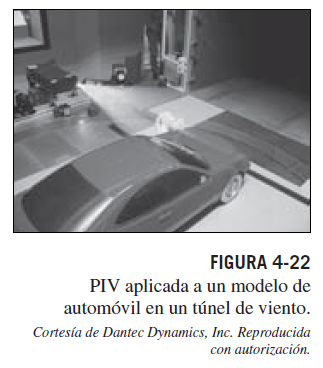 FIGURA 4-22
PIV aplicada a un modelo de
automóvil en un túnel de viento.
Cortesía de Dantec Dynamics, Inc. Reproducida
con autorización.